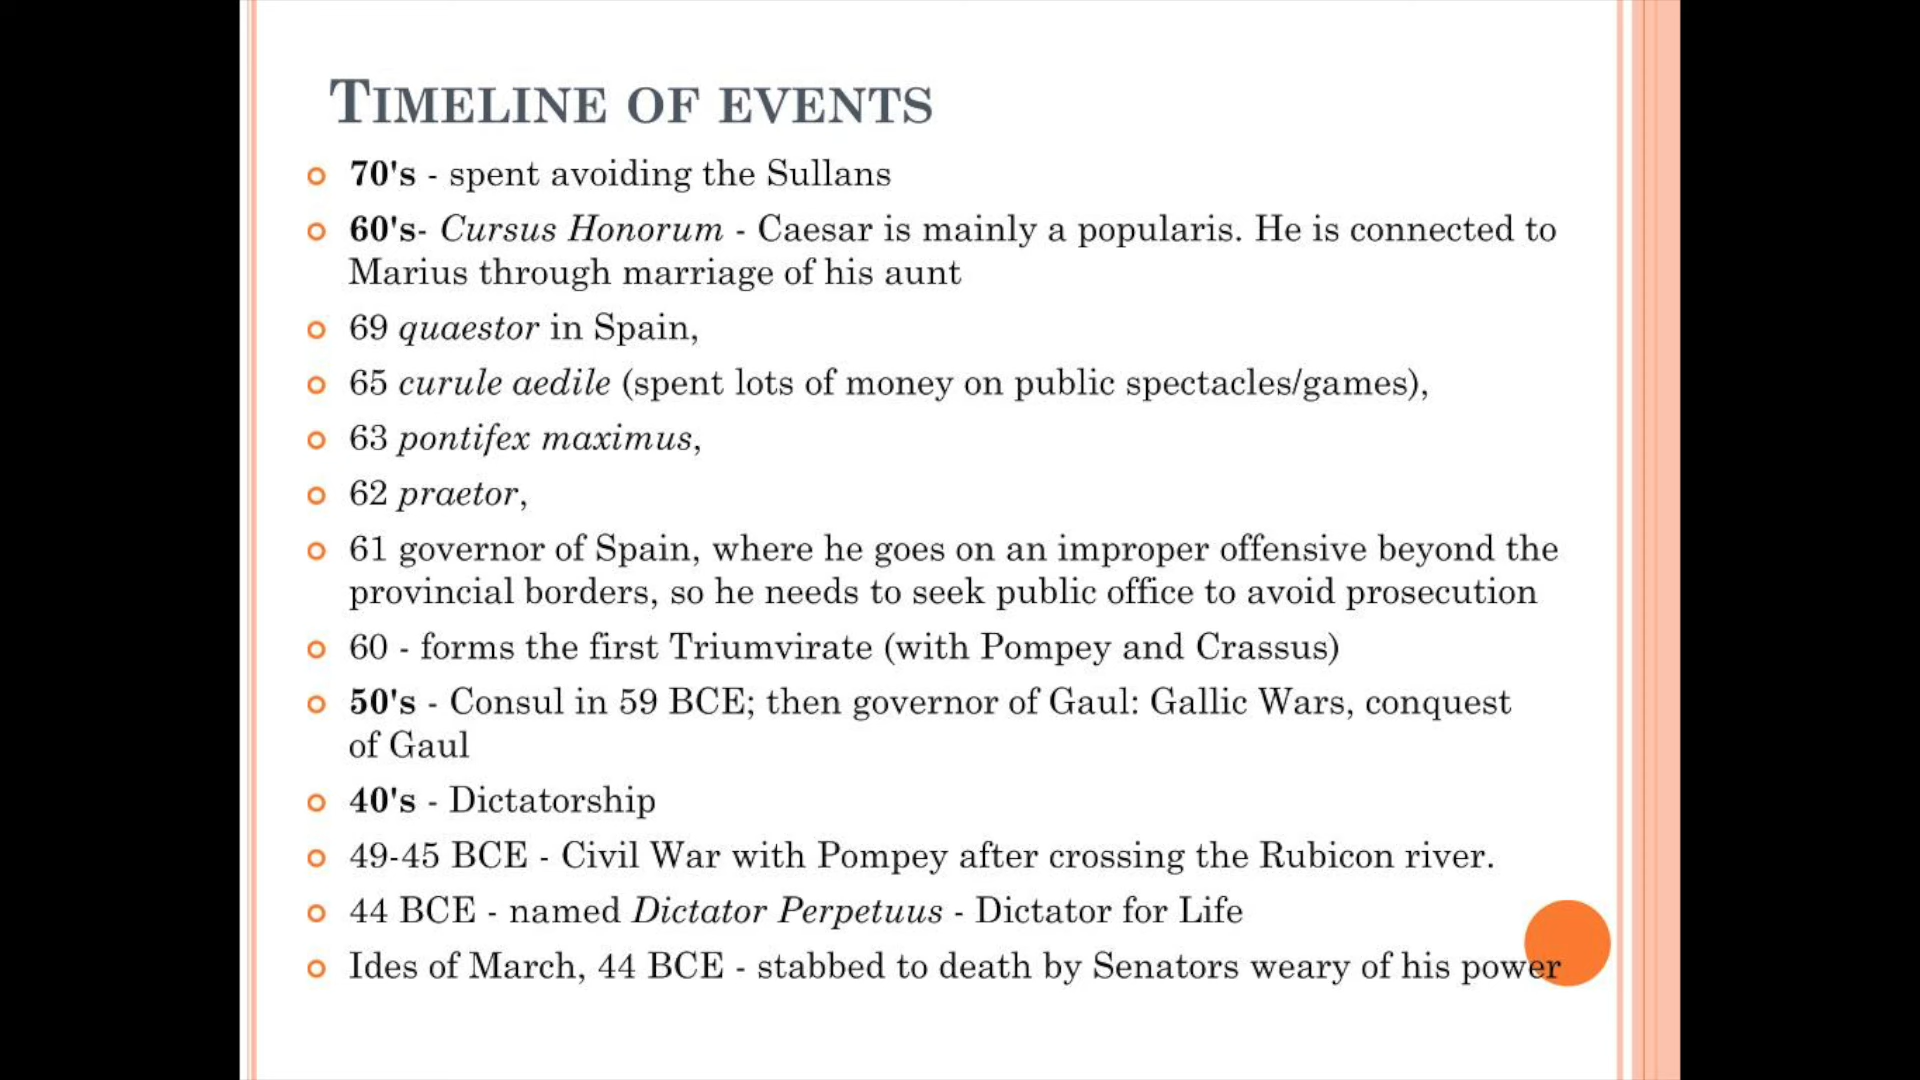 TIMELINE OF EVENTS
70's - spent avoiding the Sullans
60's- Cursus Honorum - Caesar is mainly a popularis. He is connected to
Marius through marriage of his aunt
69 quaestor in Spain,
65 curule aedile (spent lots of money on public spectacles/games),
63 pontifex maximus,
62 praetor,
61 governor of Spain, where he goes on an improper offensive beyond the
provincial borders, so he needs to seek public office to avoid prosecution
60 - forms the first Triumvirate (with Pompey and Crassus)
50's - Consul in 59 BCE; then governor of Gaul: Gallic Wars, conquest
of Gaul
40's - Dictatorship
49-45 BCE - Civil War with Pompey after crossing the Rubicon river.
44 BCE - named Dictator Perpetuus - Dictator for Life
Ides of March, 44 BCE - stabbed to death by Senators weary of his power